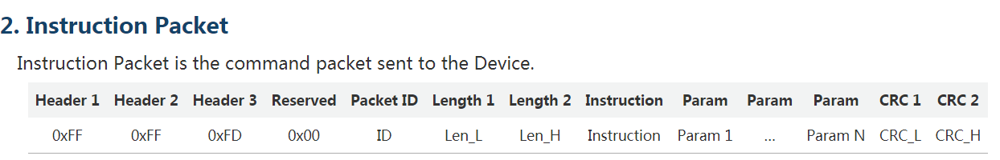 2. Instruction Packet
Instruction Packet is the command packet sent to the Device.
Header 1 Header 2 Header 3 Reserved Packet ID Length 1 Length 2 Instruction Param Param Param CRC 1 CRC 2
0xFF 0xFF 0xFD 0x00 ID Len_L Len_H Instruction Param 1 ... Param N CRC_L CRC_H